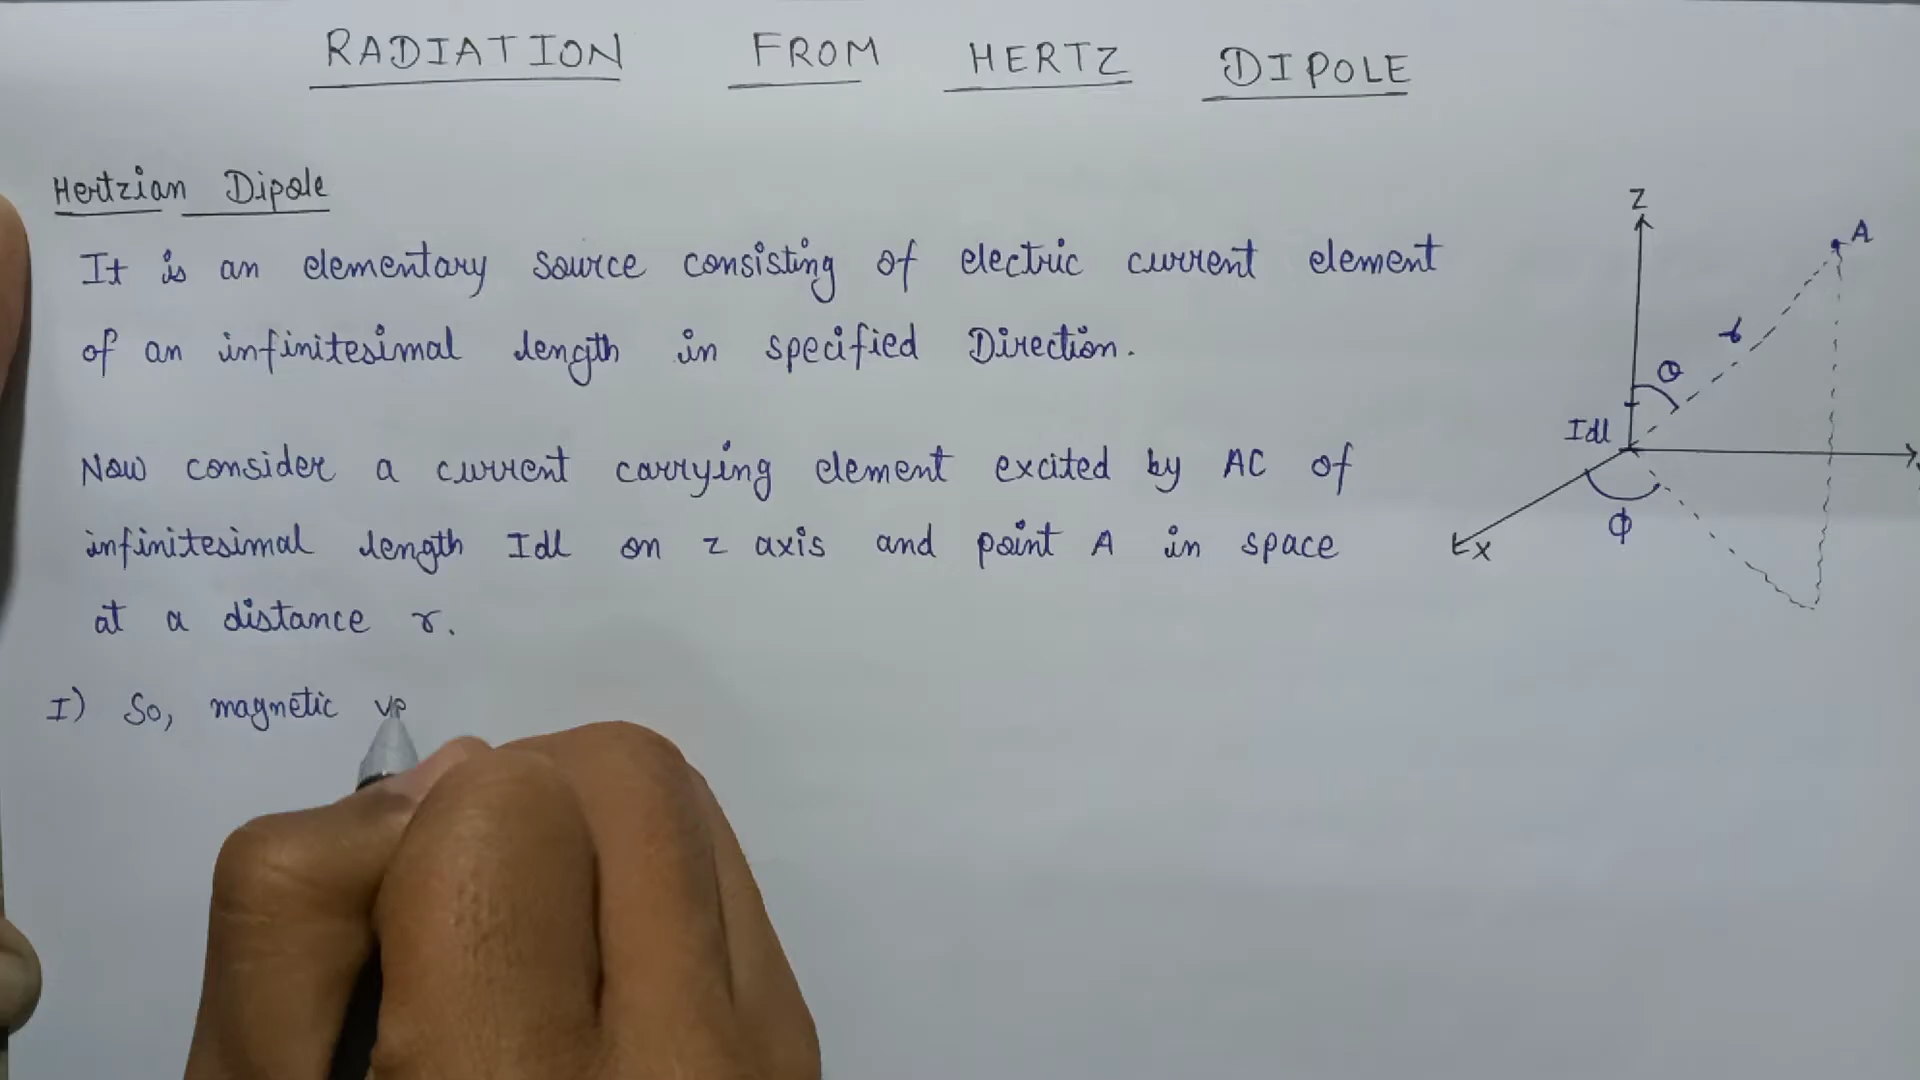 RADIATION FROM HERTZ DIPOLE
Hertzian Dipole
It is an elementary source consisting of electric current element
of an infinitesimal length in specified Direction.
Now consider a current carrying element excited by AC of
infinitesimal length Idl on z axis and point A in space
at a distance r.
I) So, magnetic ve
Z
A
r
θ
Idl
ϕ
X